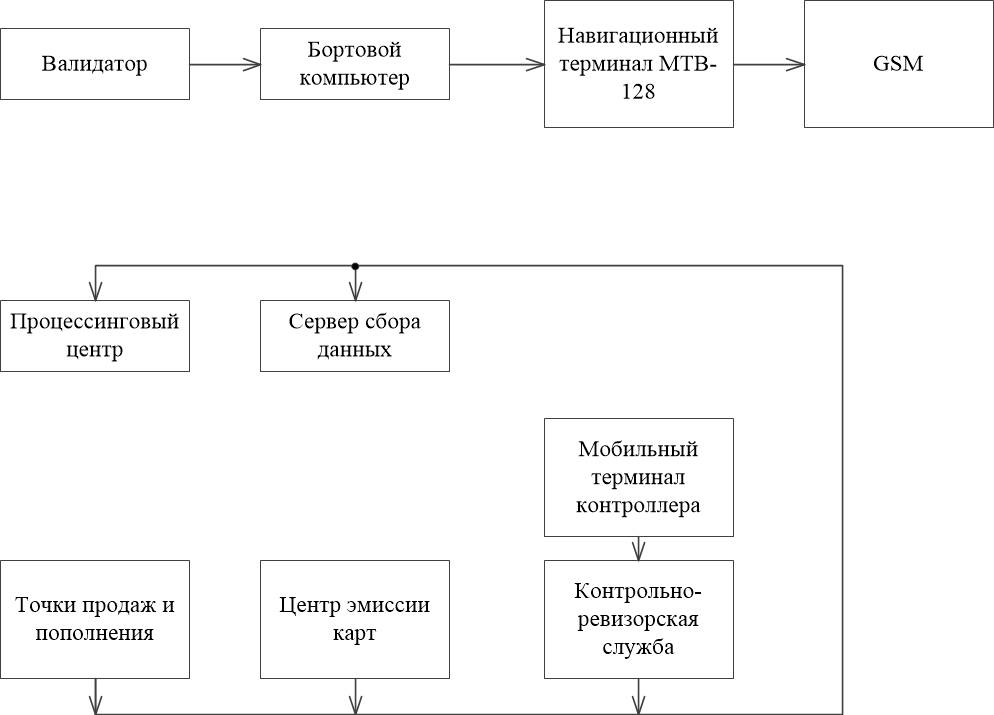 Валидатор
Бортовой
компьютер
Навигационный
терминал МТВ-
128
GSM
Процессинговый
центр
Сервер сбора
данных
Мобильный
терминал
контроллера
Точки продаж и
пополнения
Центр эмиссии
карт
Контрольно-
ревизорская
служба